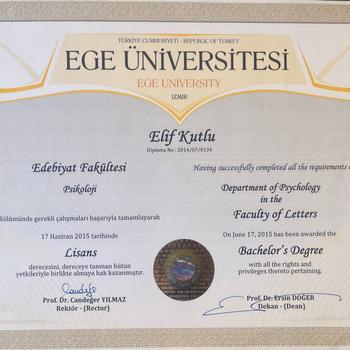 TÜRKİYE CUMHURİYETİ - REPUBLIC OF TURKEY
EGE ÜNİVERSİTESİ
EGE UNIVERSITY
IZMİR
Elif Kutlu
Diploma No : 2014/07/0134
Edebiyat Fakültesi
Psikoloji
Bölümünde gerekli çalışmaları başarıyla tamamlayarak
17 Haziran 2015 tarihinde
Lisans
derecesini, dereceye tanınan bütün
yetkileriyle birlikte almaya hak kazanmıştır.
Prof. Dr. Candeğer YILMAZ
Rektör - (Rector)
Having successfully completed all the requirements o
Department of Psychology
in the
Faculty of Letters
On June 17, 2015 was awarded the
Bachelor's Degree
with all the rights and
privileges thereto pertaining.
Prof. Dr. Ersin DOĞER
Dekan - (Dean)